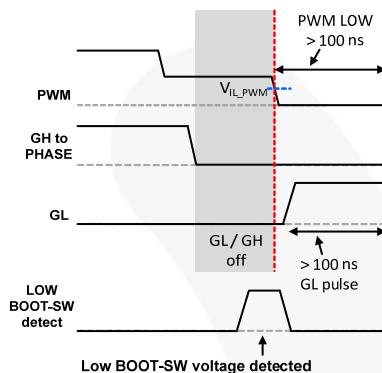 PWM LOW
> 100 ns
VIL_PWM
PWM
GH to
PHASE
GL
GL / GH
off
> 100 ns
GL pulse
LOW
BOOT-SW
detect
Low BOOT-SW voltage detected